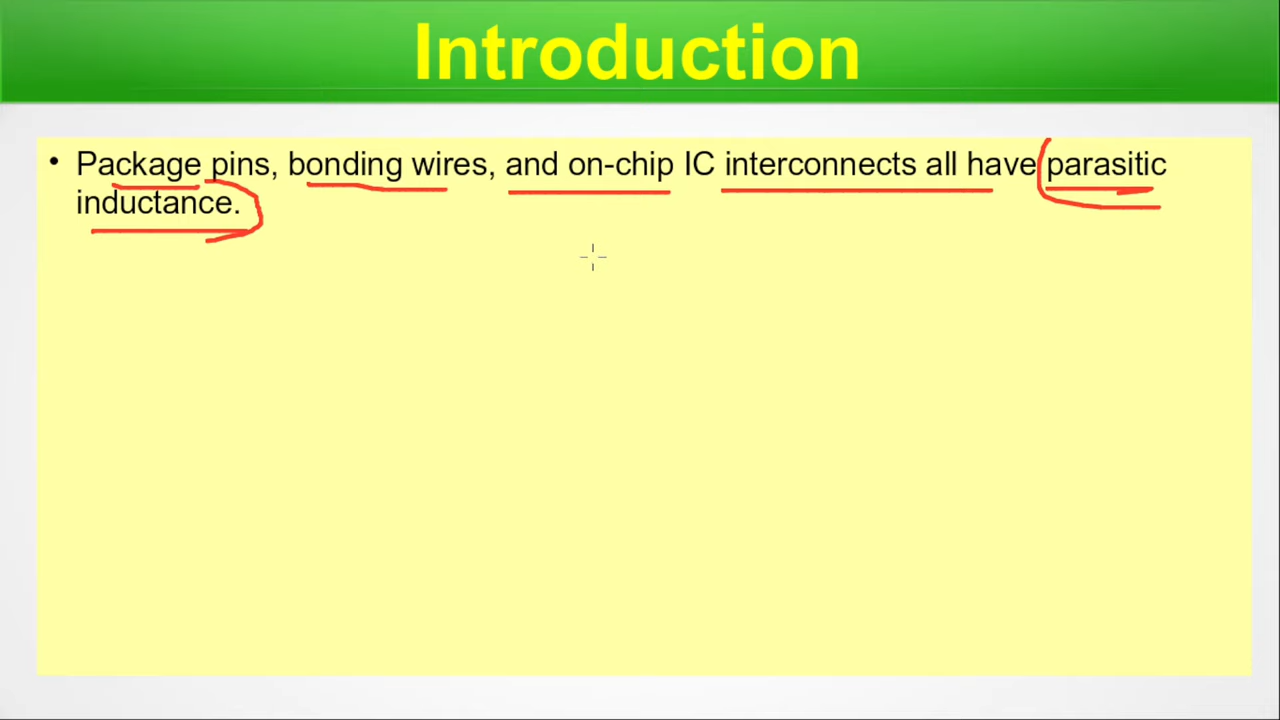 Introduction
• Package pins, bonding wires, and on-chip IC interconnects all have parasitic
inductance.